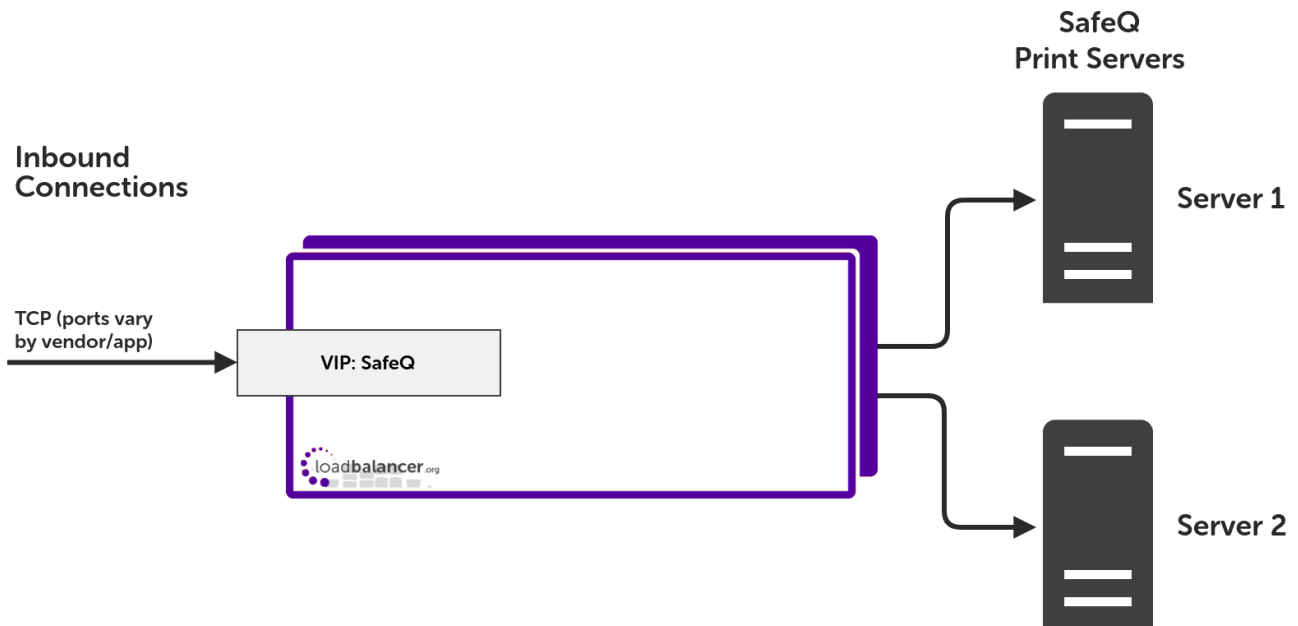 SafeQ
Print Servers
Inbound
Connections
Server 1
TCP (ports vary
by vendor/app)
VIP: SafeQ
loadbalancer.org
Server 2